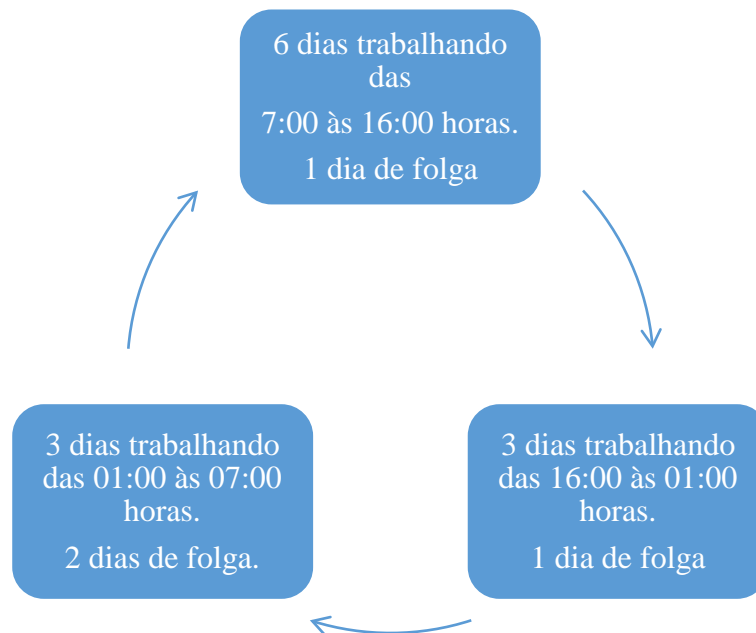 6 dias trabalhando
das
7:00 às 16:00 horas.
1 dia de folga
3 dias trabalhando
das 16:00 às 01:00
horas.
1 dia de folga
3 dias trabalhando
das 01:00 às 07:00
horas.
2 dias de folga.